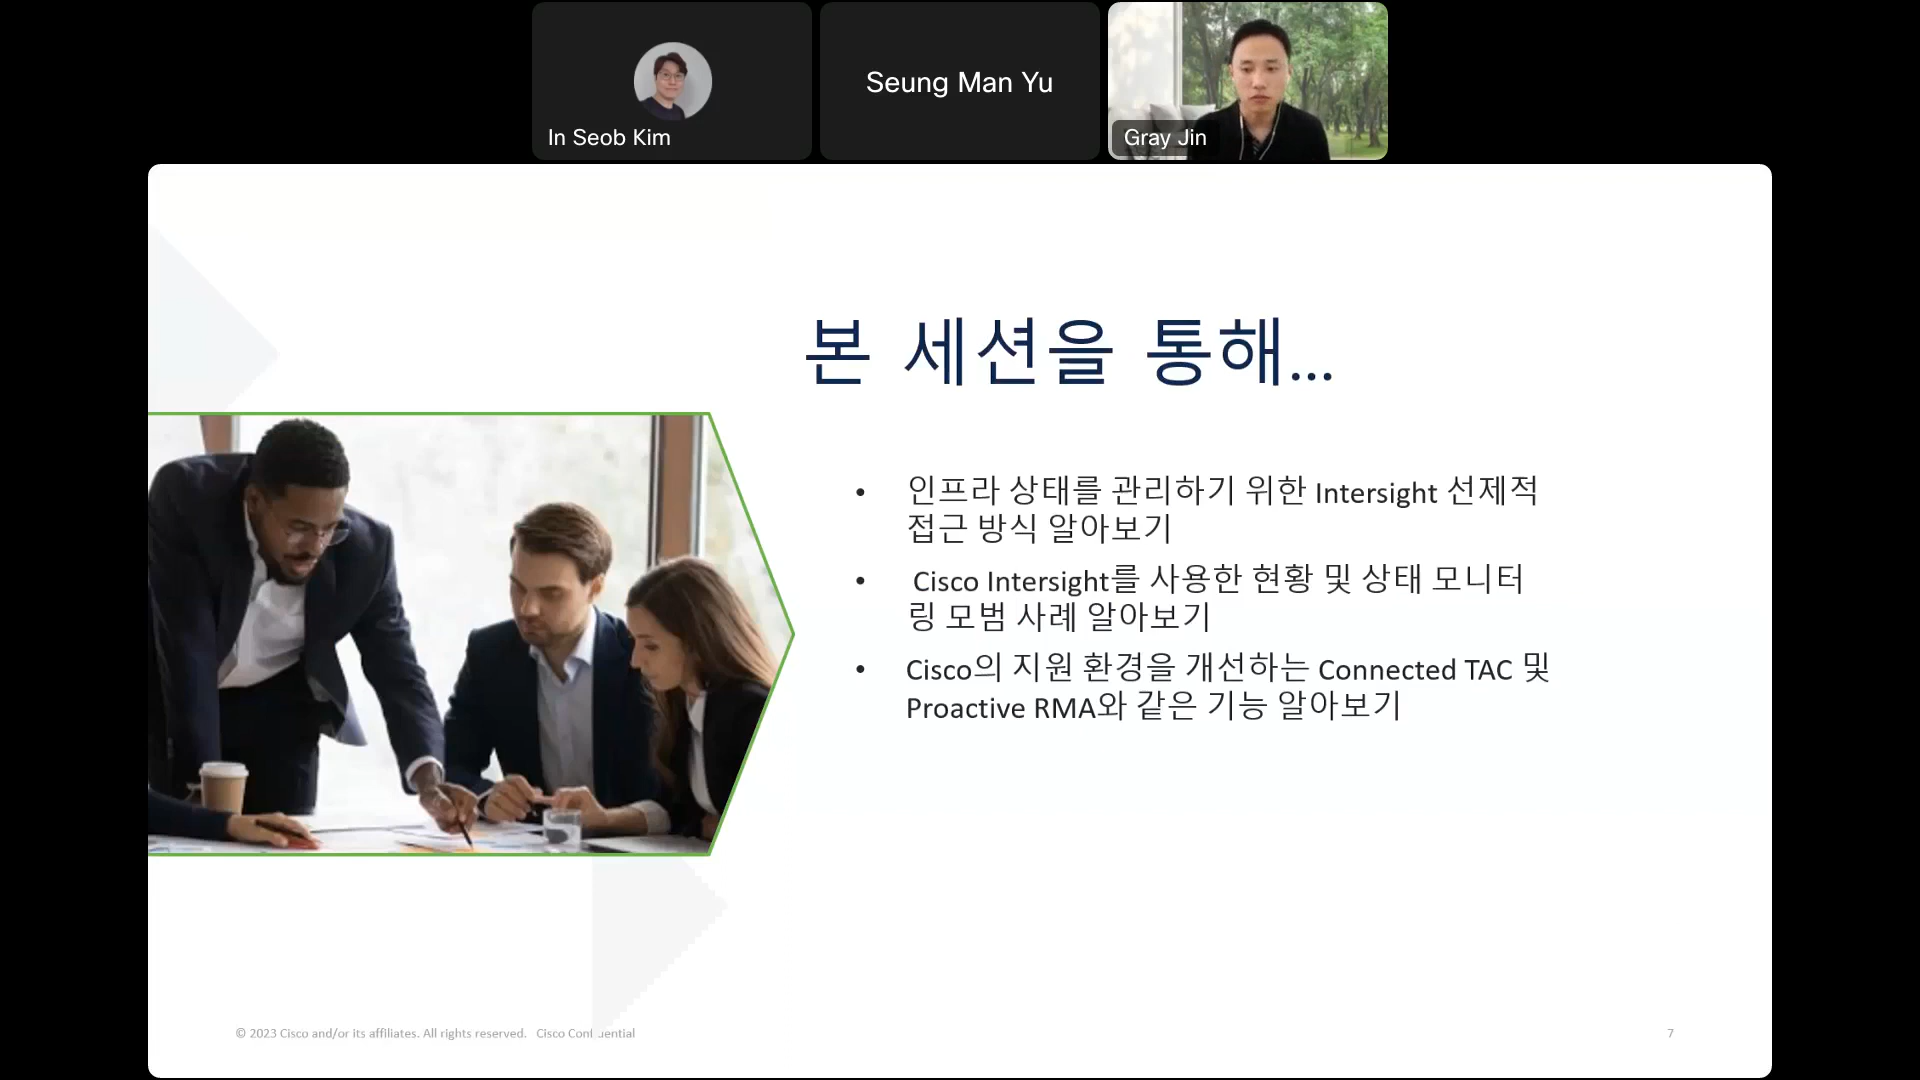 In Seob Kim
Seung Man Yu
Gray Jin
본 세션을 통해...
• 인프라 상태를 관리하기 위한 Intersight 선제적
접근 방식 알아보기
• Cisco Intersight를 사용한 현황 및 상태 모니터
링 모범 사례 알아보기
• Cisco의 지원 환경을 개선하는 Connected TAC 및
Proactive RMA와 같은 기능 알아보기
© 2023 Cisco and/or its affiliates. All rights reserved. Cisco Confidential
7